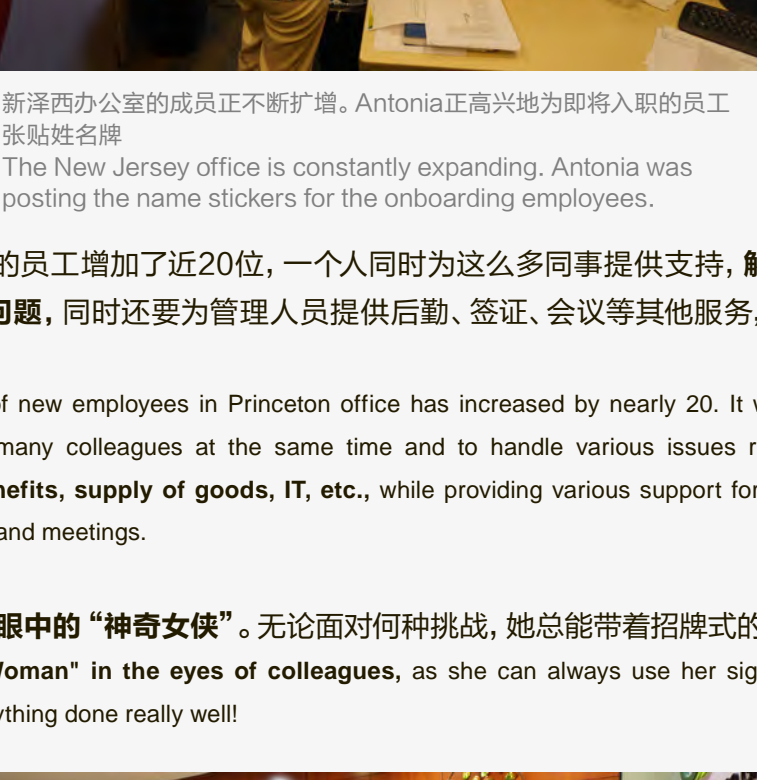 新泽西办公室的成员正不断扩增。Antonia正高兴地为即将入职的员工
张贴姓名牌
The New Jersey office is constantly expanding. Antonia was
posting the name stickers for the onboarding employees.
的员工增加了近20位，一个人同时为这么多同事提供支持，
问题，同时还要为管理人员提供后勤、签证、会议等其他服务，
of new employees in Princeton office has increased by nearly 20. It
many colleagues at the same time and to handle various issues
nefits, supply of goods, IT, etc., while providing various support for
and meetings.
眼中的“神奇女侠”。无论面对何种挑战，她总能带着招牌式的
Woman" in the eyes of colleagues, as she can always use her sig
ything done really well!